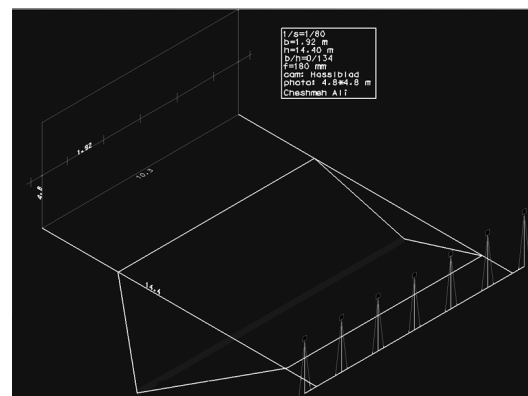 1/s=1/80
b=1.92 m
h=14.40 m
b/h=0/134
f=180 mm
cam: Hasslblad
photo: 4.8*4.8 m
Cheshmeh Ali
1.92
10.3
4.8
14.4